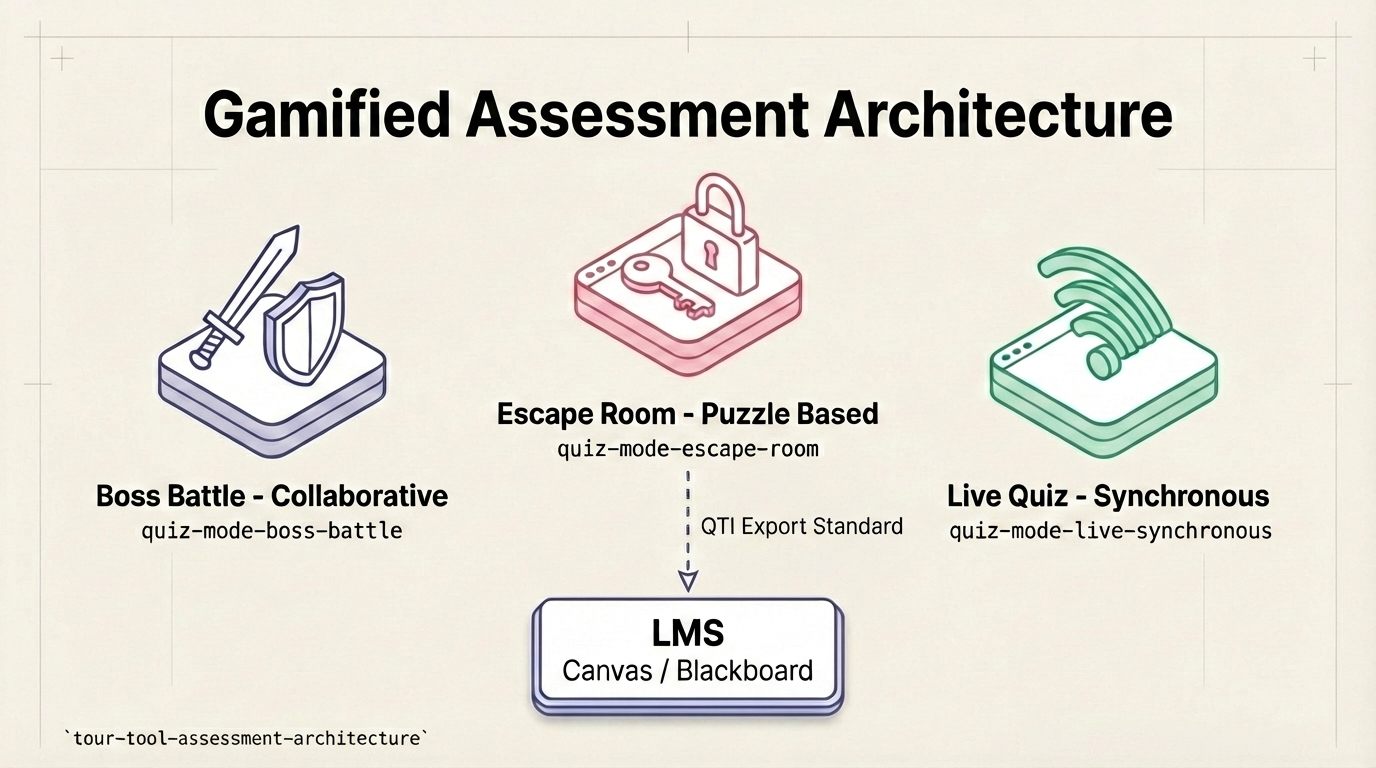 Gamified Assessment Architecture
Boss Battle - Collaborative
quiz-mode-boss-battle
Escape Room - Puzzle Based
quiz-mode-escape-room
Live Quiz - Synchronous
quiz-mode-live-synchronous
QTI Export Standard
LMS
Canvas / Blackboard
`tour-tool-assessment-architecture`